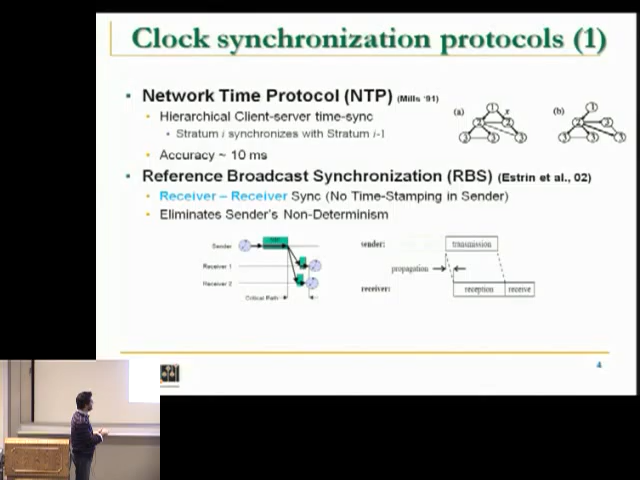 Clock synchronization protocols (1)
Network Time Protocol (NTP) (Mills '91)
Hierarchical Client-server time-sync
Stratum i synchronizes with Stratum i-1
Accuracy ~ 10 ms
(a)
(b)
Reference Broadcast Synchronization (RBS) (Estrin et al., 02)
Receiver – Receiver Sync (No Time-Stamping in Sender)
Eliminates Sender's Non-Determinism
Sender
Receiver 1
Receiver 2
Critical Path
sender:
transmission
propagation
receiver:
reception
receive
4